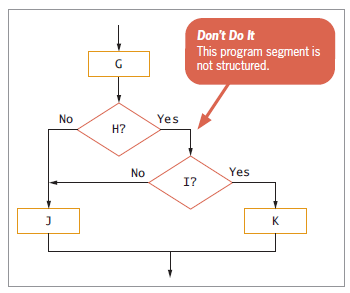 Don't Do It
This program segment is
not structured.
G
No
H?
Yes
No
I?
Yes
J
K